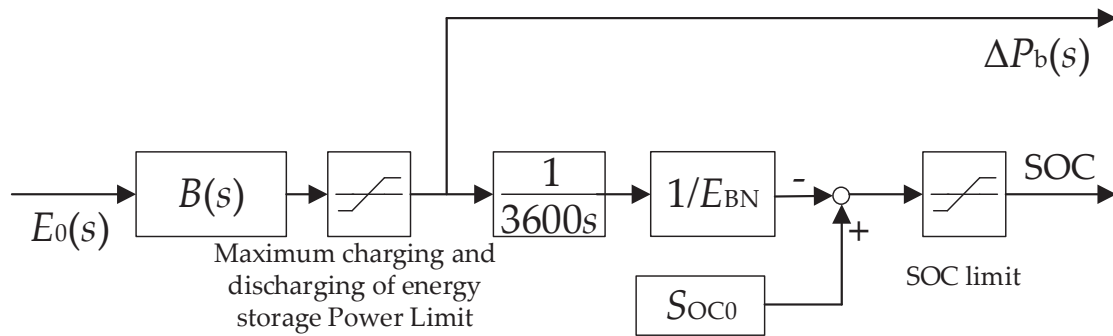 ΔPb(s)
E0(s)
B(s)
1
3600s
1/EBN
-
+
SOC
Maximum charging and
discharging of energy
storage Power Limit
SOC0
SOC limit